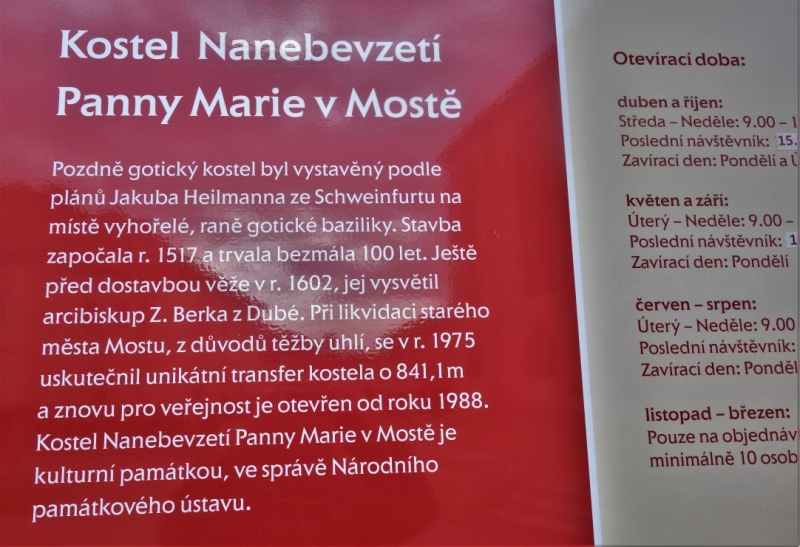 Kostel Nanebevzetí
Panny Marie v Mostě
Pozdně gotický kostel byl vystavěný podle
plánů Jakuba Heilmanna ze Schweinfurtu na
místě vyhořelé, raně gotické baziliky. Stavba
započala r. 1517 a trvala bezmála 100 let. Ještě
před dostavbou věže v r. 1602, jej vysvětil
arcibiskup Z. Berka z Dubé. Při likvidaci starého
města Mostu, z důvodů těžby uhlí, se v r. 1975
uskutečnil unikátní transfer kostela o 841,1m
a znovu pro veřejnost je otevřen od roku 1988.
Kostel Nanebevzetí Panny Marie v Mostě je
kulturní památkou, ve správě Národního
památkového ústavu.
Otevírací doba:
duben a říjen:
Středa – Neděle: 9.00 –
Poslední návštěvník: 15.
Zavírací den: Pondělí a
květen a září:
Úterý – Neděle: 9.00 –
Poslední návštěvník:
Zavírací den: Pondělí
červen – srpen:
Úterý – Neděle: 9.00
Poslední návštěvník:
Zavírací den:
listopad – březen:
Pouze na
minimálně 10 osob